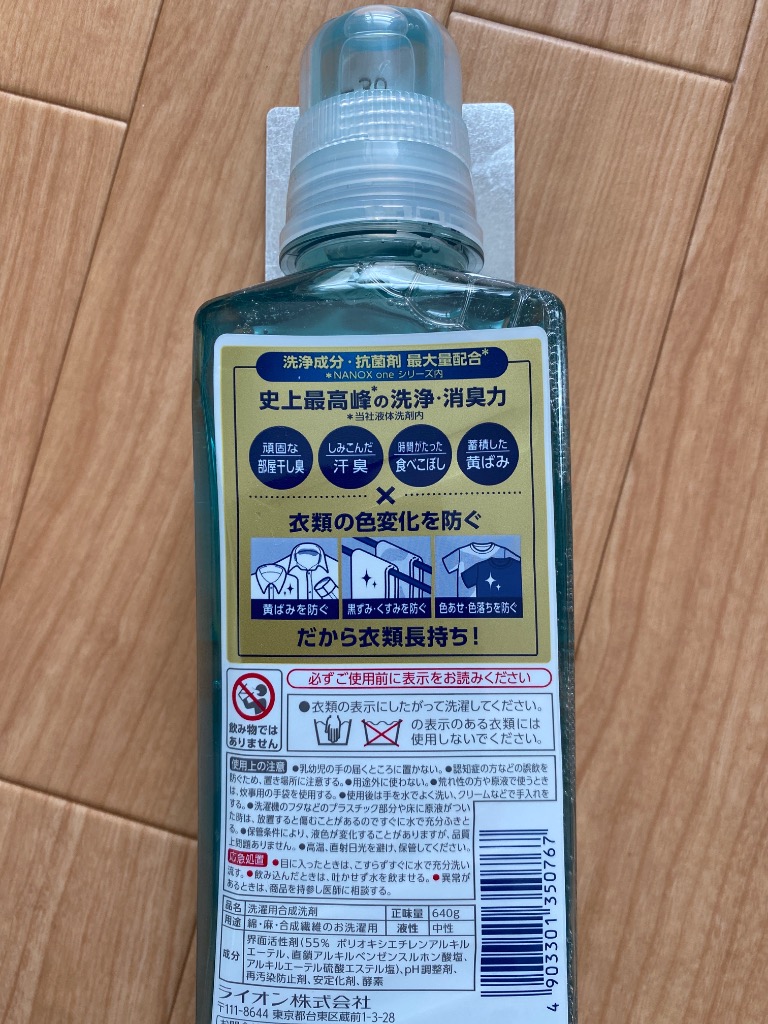 30
洗浄成分・抗菌剤 最大量配合*
*NANOX one シリーズ内
史上最高峰*の洗浄・消臭力
*当社液体洗剤内
頑固な
部屋干し臭
しみこんだ
汗臭
時間がたった
食べこぼし
蓄積した
黄ばみ
×
衣類の色変化を防ぐ
黄ばみを防ぐ
黒ずみ・くすみを防ぐ
色あせ・色落ちを防ぐ
だから衣類長持ち!
飲み物では
ありません
必ずご使用前に表示をお読みください
●衣類の表示にしたがって洗濯してください。
の表示のある衣類には
使用しないでください。
使用上の注意 ●乳幼児の手の届くところに置かない。●認知症の方などの誤飲を
防ぐため、置き場所に注意する。●用途外に使わない。●荒れ性の方や原液で使うとき
は、炊事用の手袋を使用する。●使用後は手を水でよく洗い、クリームなどで手入れを
する。●洗濯機のフタなどのプラスチック部分や床に原液がつい
た時は、放置すると傷むことがあるのですぐに水で充分ふきと
る。●保管条件により、液色が変化することがありますが、品質
上問題ありません。●高温、直射日光を避け、保管してください。
応急処置 ●目に入ったときは、こすらずすぐに水で充分洗い
流す。●飲み込んだときは、吐かせず水を飲ませる。●異常が
あるときは、商品を持参し医師に相談する。
品名 洗濯用合成洗剤 正味量 640g
用途 綿・麻・合成繊維のお洗濯用 液性 中性
成分 界面活性剤(55% ポリオキシエチレンアルキル
エーテル、直鎖アルキルベンゼンスルホン酸塩、
アルキルエーテル硫酸エステル塩)、pH調整剤、
再汚染防止剤、安定化剤、酵素
ライオン株式会社
〒111-8644 東京都台東区蔵前1-3-28
4 903301 350767